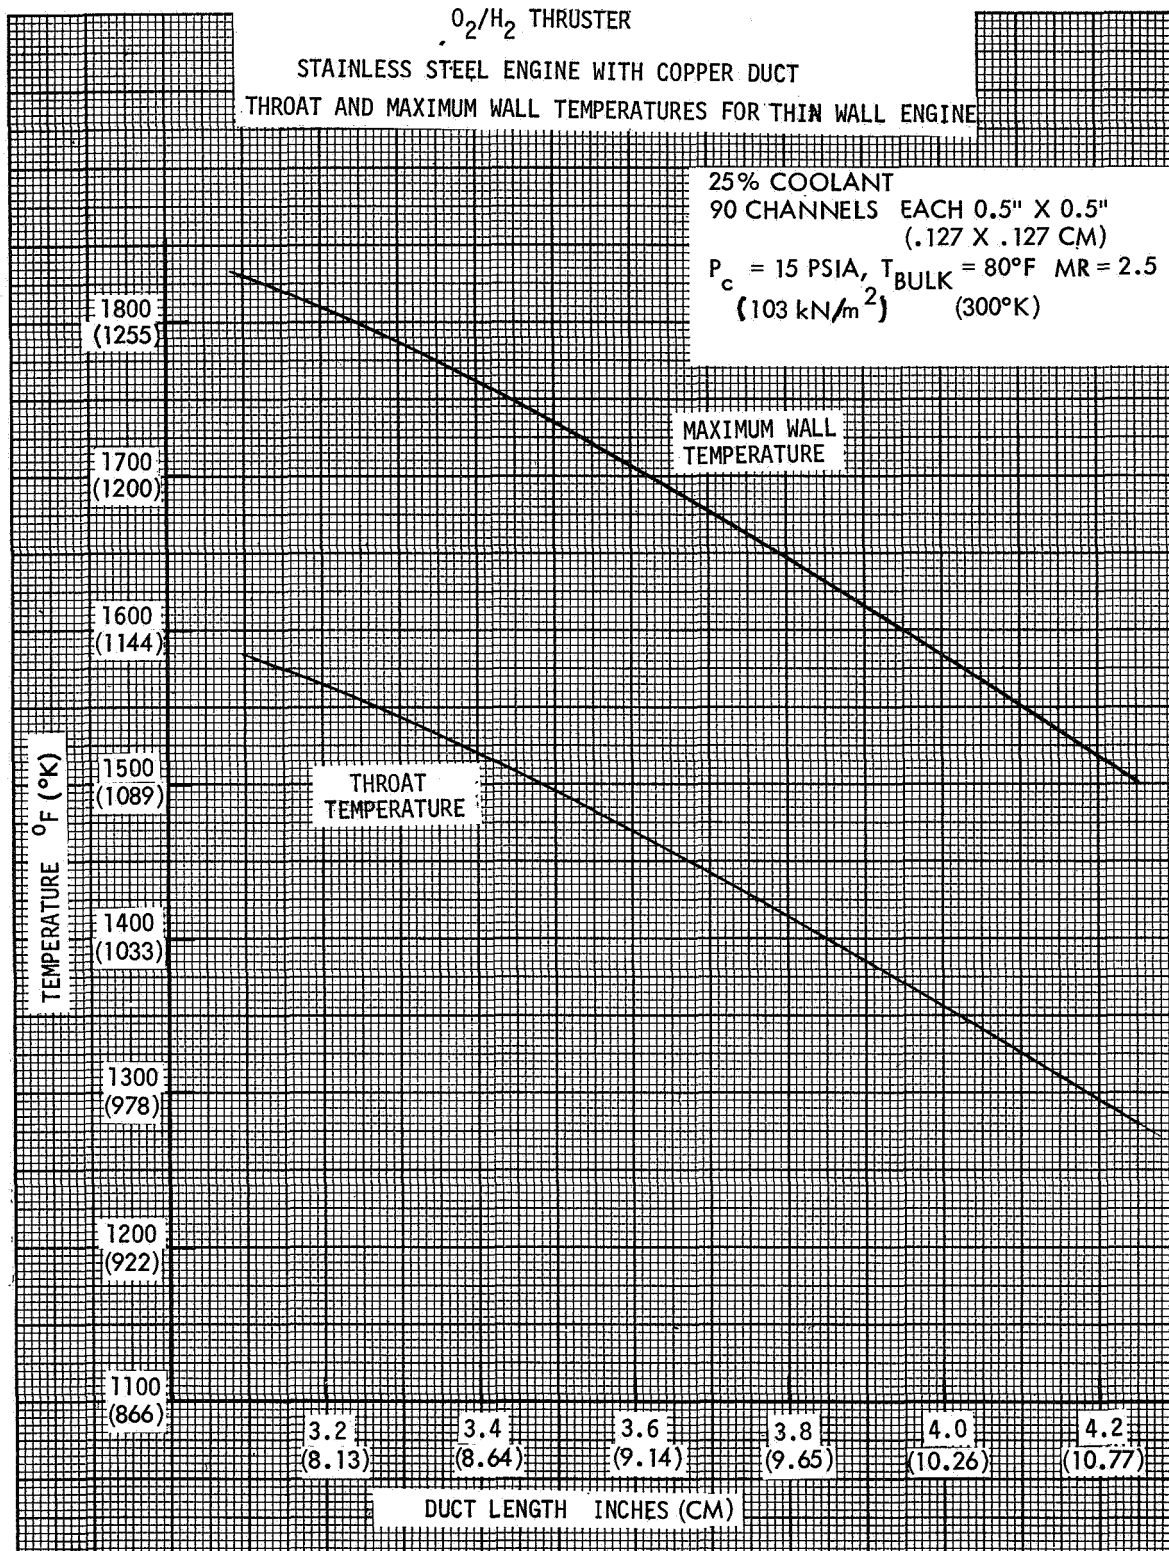 O2/H2 THRUSTER
STAINLESS STEEL ENGINE WITH COPPER DUCT
THROAT AND MAXIMUM WALL TEMPERATURES FOR THIN WALL ENGINE
25% COOLANT
90 CHANNELS EACH 0.5" X 0.5"
(.127 X .127 CM)
Pc = 15 PSIA, TBULK = 80°F MR = 2.5
(103 kN/m2) (300°K)
MAXIMUM WALL
TEMPERATURE
THROAT
TEMPERATURE
TEMPERATURE °F (°K)
1800
(1255)
1700
(1200)
1600
(1144)
1500
(1089)
1400
(1033)
1300
(978)
1200
(922)
1100
(866)
3.2 3.4 3.6 3.8 4.0 4.2
(8.13) (8.64) (9.14) (9.65) (10.26) (10.77)
DUCT LENGTH INCHES (CM)